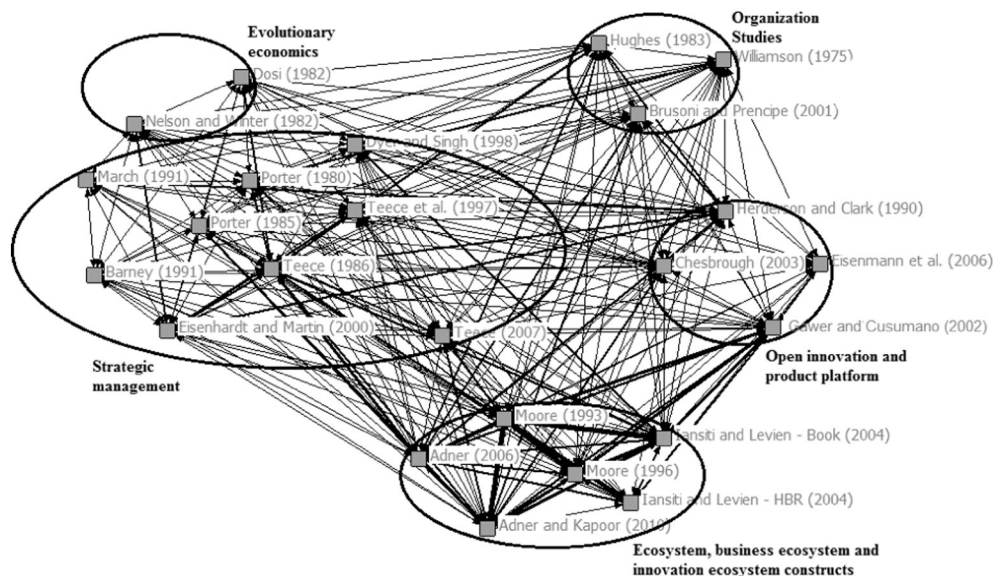 Evolutionary
economics
Organization
Studies
Hughes (1983)
Williamson (1975)
Dosi (1982)
Brusoni and Prencipe (2001)
Nelson and Winter (1982)
Dyer and Singh (1998)
March (1991)
Porter (1980)
Teece et al. (1997)
Herderson and Clark (1990)
Porter (1985)
Barney (1991)
Teece (1986)
Chesbrough (2003)
Eisenmann et al. (2006)
Eisenhardt and Martin (2000)
Teece (2007)
Gawer and Cusumano (2002)
Strategic
management
Open innovation and
product platform
Moore (1993)
Iansiti and Levien - Book (2004)
Adner (2006)
Moore (1996)
Iansiti and Levien - HBR (2004)
Adner and Kapoor (2010)
Ecosystem, business ecosystem and
innovation ecosystem constructs